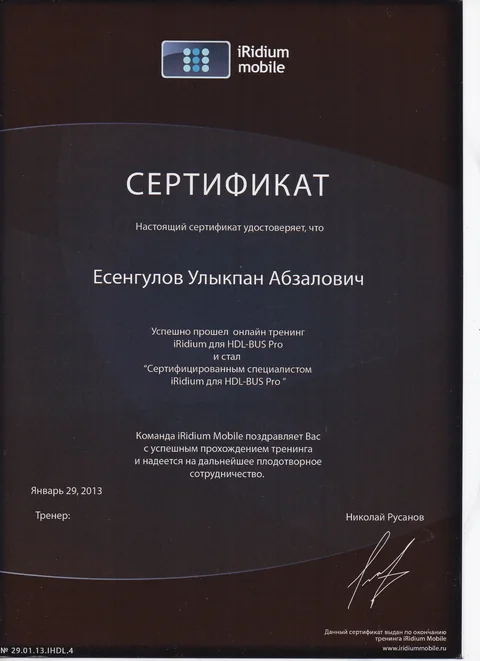 iRidium
mobile
СЕРТИФИКАТ
Настоящий сертификат удостоверяет, что
Есенгулов Улыкпан Абзалович
Успешно прошел онлайн тренинг
iRidium для HDL-BUS Pro
и стал
"Сертифицированным специалистом
iRidium для HDL-BUS Pro "
Команда iRidium Mobile поздравляет Вас
с успешным прохождением тренинга
и надеется на дальнейшее плодотворное
сотрудничество.
Январь 29, 2013
Тренер:
Николай Русанов
Данный сертификат выдан по окончанию
тренинга iRidium Mobile
№ 29.01.13.IHDL.4
www.iridiummobile.ru